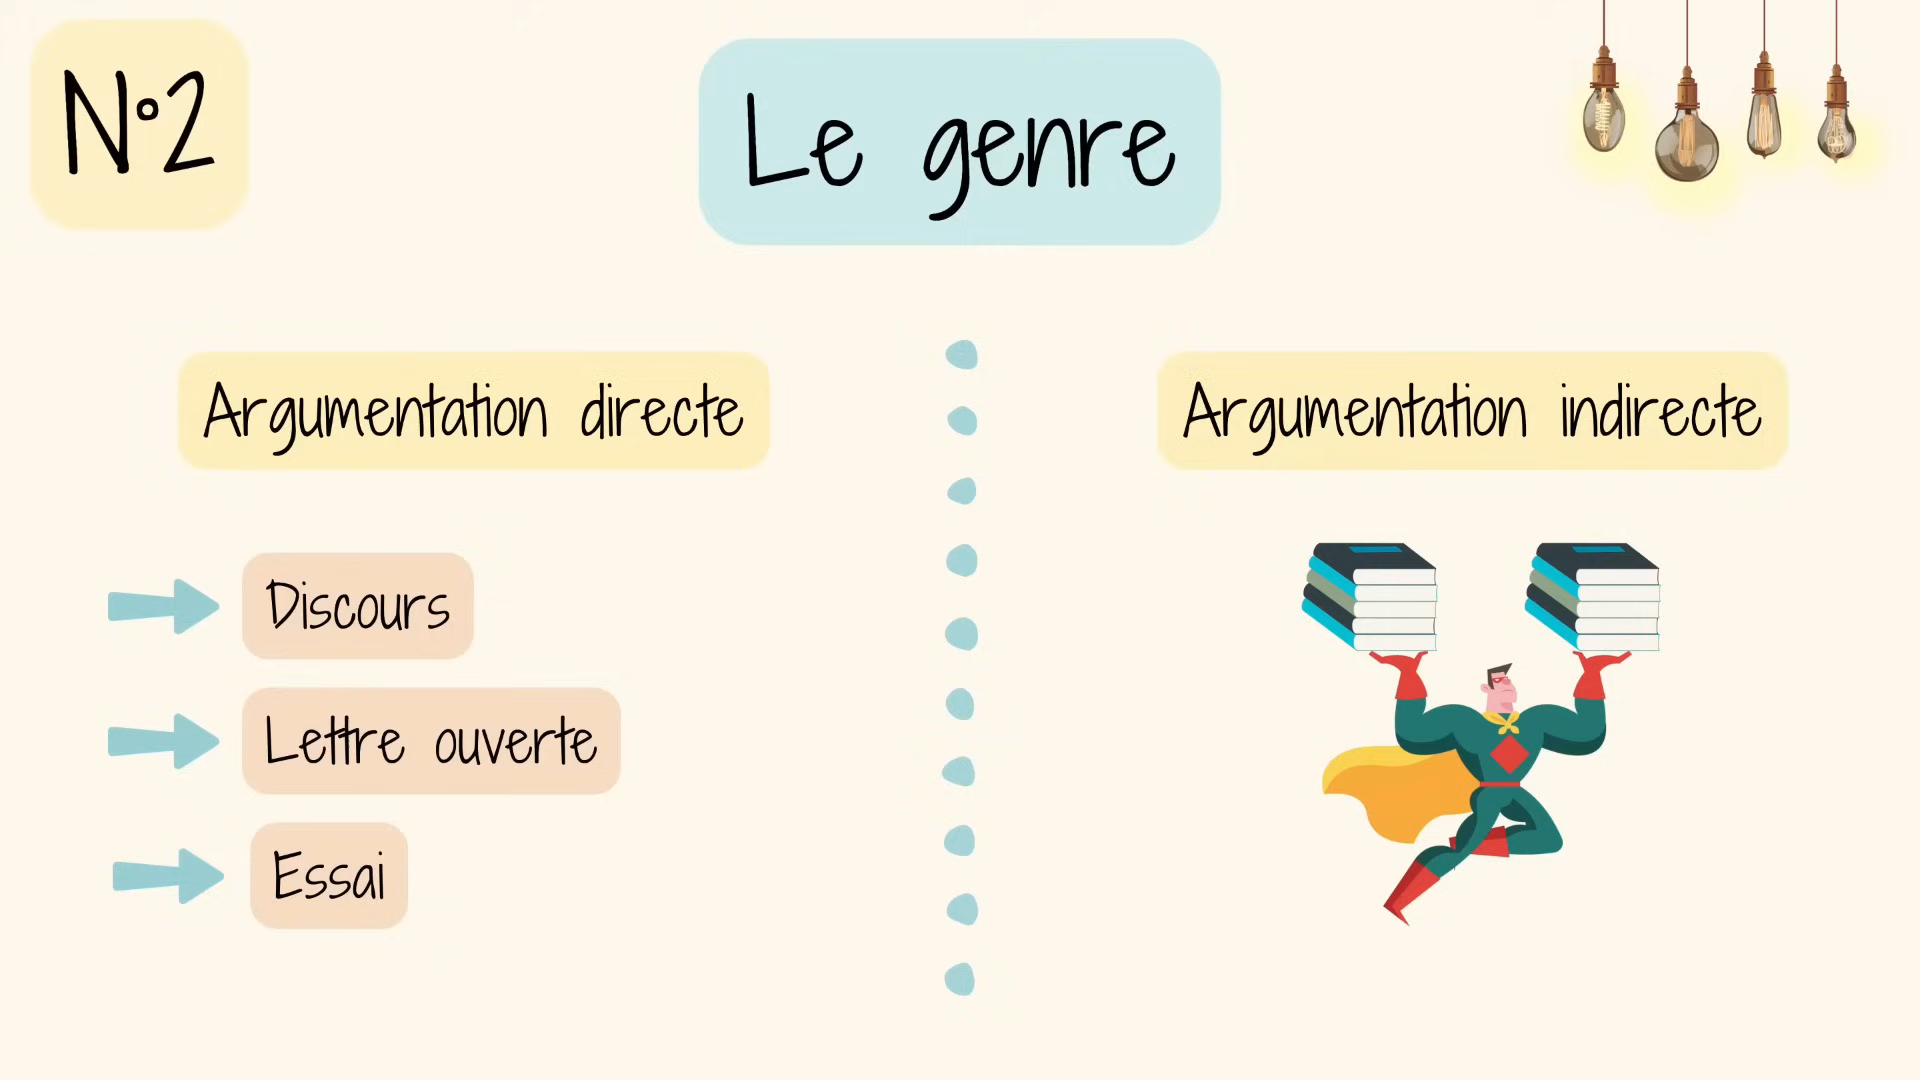 N°2
Le genre
Argumentation directe
Discours
Lettre ouverte
Essai
Argumentation indirecte